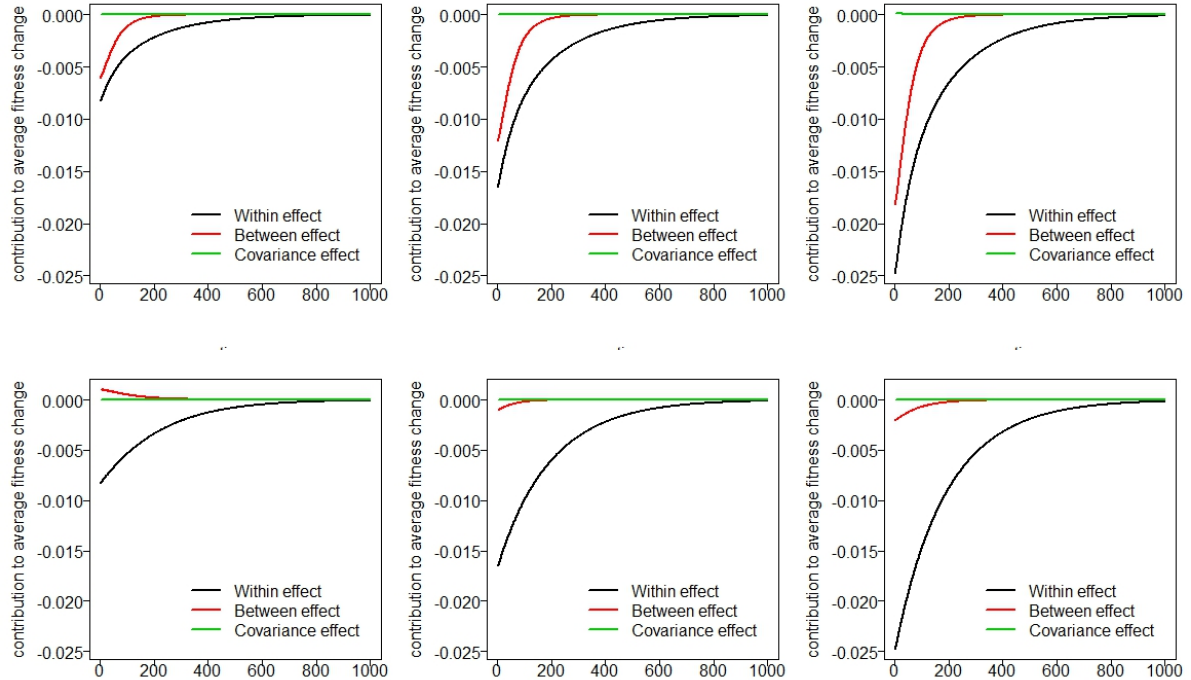 contribution to average fitness change
0.000
-0.005
-0.010
-0.015
-0.020
-0.025
Within effect
Between effect
Covariance effect
0 200 400 600 800 1000
contribution to average fitness change
0.000
-0.005
-0.010
-0.015
-0.020
-0.025
Within effect
Between effect
Covariance effect
0 200 400 600 800 1000
contribution to average fitness change
0.000
-0.005
-0.010
-0.015
-0.020
-0.025
Within effect
Between effect
Covariance effect
0 200 400 600 800 1000
contribution to average fitness change
0.000
-0.005
-0.010
-0.015
-0.020
-0.025
Within effect
Between effect
Covariance effect
0 200 400 600 800 1000
contribution to average fitness change
0.000
-0.005
-0.010
-0.015
-0.020
-0.025
Within effect
Between effect
Covariance effect
0 200 400 600 800 1000
contribution to average fitness change
0.000
-0.005
-0.010
-0.015
-0.020
-0.025
Within effect
Between effect
Covariance effect
0 200 400 600 800 1000